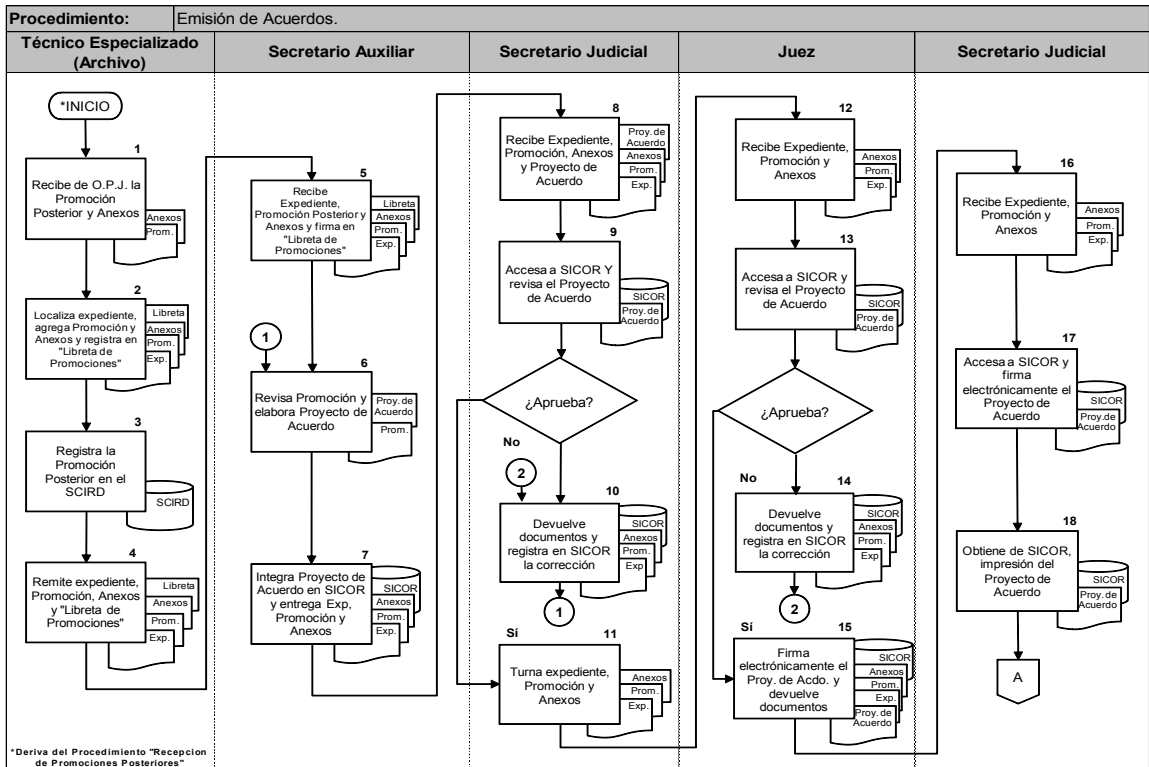 Procedimiento: Emisión de Acuerdos.
Técnico Especializado
(Archivo)
Secretario Auxiliar
Secretario Judicial
Juez
Secretario Judicial
*INICIO
1
Recibe de O.P.J. la
Promoción
Posterior y Anexos
Anexos
Prom.
2
Localiza expediente,
agrega Promoción y
Anexos y registra en
"Libreta de
Promociones"
Libreta
Anexos
Prom.
Exp.
3
Registra la
Promoción
Posterior en el
SCIRD
SCIRD
4
Remite expediente,
Promoción, Anexos
y "Libreta de
Promociones"
Libreta
Anexos
Prom.
Exp.
*Deriva del Procedimiento "Recepcion
de Promociones Posteriores"
5
Recibe
Expediente,
Promoción Posterior y
Anexos y firma en
"Libreta de
Promociones"
Libreta
Anexos
Prom.
Exp.
1
6
Revisa Promoción y
elabora Proyecto de
Acuerdo
Proy. de
Acuerdo
Prom.
7
Integra Proyecto de
Acuerdo en SICOR
y entrega Exp,
Promoción y
Anexos
SICOR
Anexos
Prom.
Exp.
8
Recibe Expediente,
Promoción, Anexos
y Proyecto de
Acuerdo
Proy. de
Acuerdo
Anexos
Prom.
Exp.
9
Accesa a SICOR Y
revisa el Proyecto
de Acuerdo
SICOR
Proy. de
Acuerdo
¿Aprueba?
No
2
10
Devuelve
documentos y
registra en SICOR
la corrección
SICOR
Anexos
Prom.
Exp
1
Sí
11
Turna expediente,
Promoción y
Anexos
Anexos
Prom.
Exp.
12
Recibe Expediente,
Promoción y
Anexos
Anexos
Prom.
Exp.
13
Accesa a SICOR y
revisa el Proyecto
de Acuerdo
SICOR
Proy. de
Acuerdo
¿Aprueba?
No
14
Devuelve
documentos y
registra en SICOR
la corrección
SICOR
Anexos
Prom.
Exp
2
Sí
15
Firma
electrónicamente el
Proy. de Acdo. y
devuelve
documentos
SICOR
Anexos
Prom.
Exp.
Proy. de
Acuerdo
16
Recibe Expediente,
Promoción y
Anexos
Anexos
Prom.
Exp.
17
Accesa a SICOR y
firma
electrónicamente el
Proyecto de
Acuerdo
SICOR
Proy. de
Acuerdo
18
Obtiene de SICOR,
impresión del
Proyecto de
Acuerdo
SICOR
Proy. de
Acuerdo
A